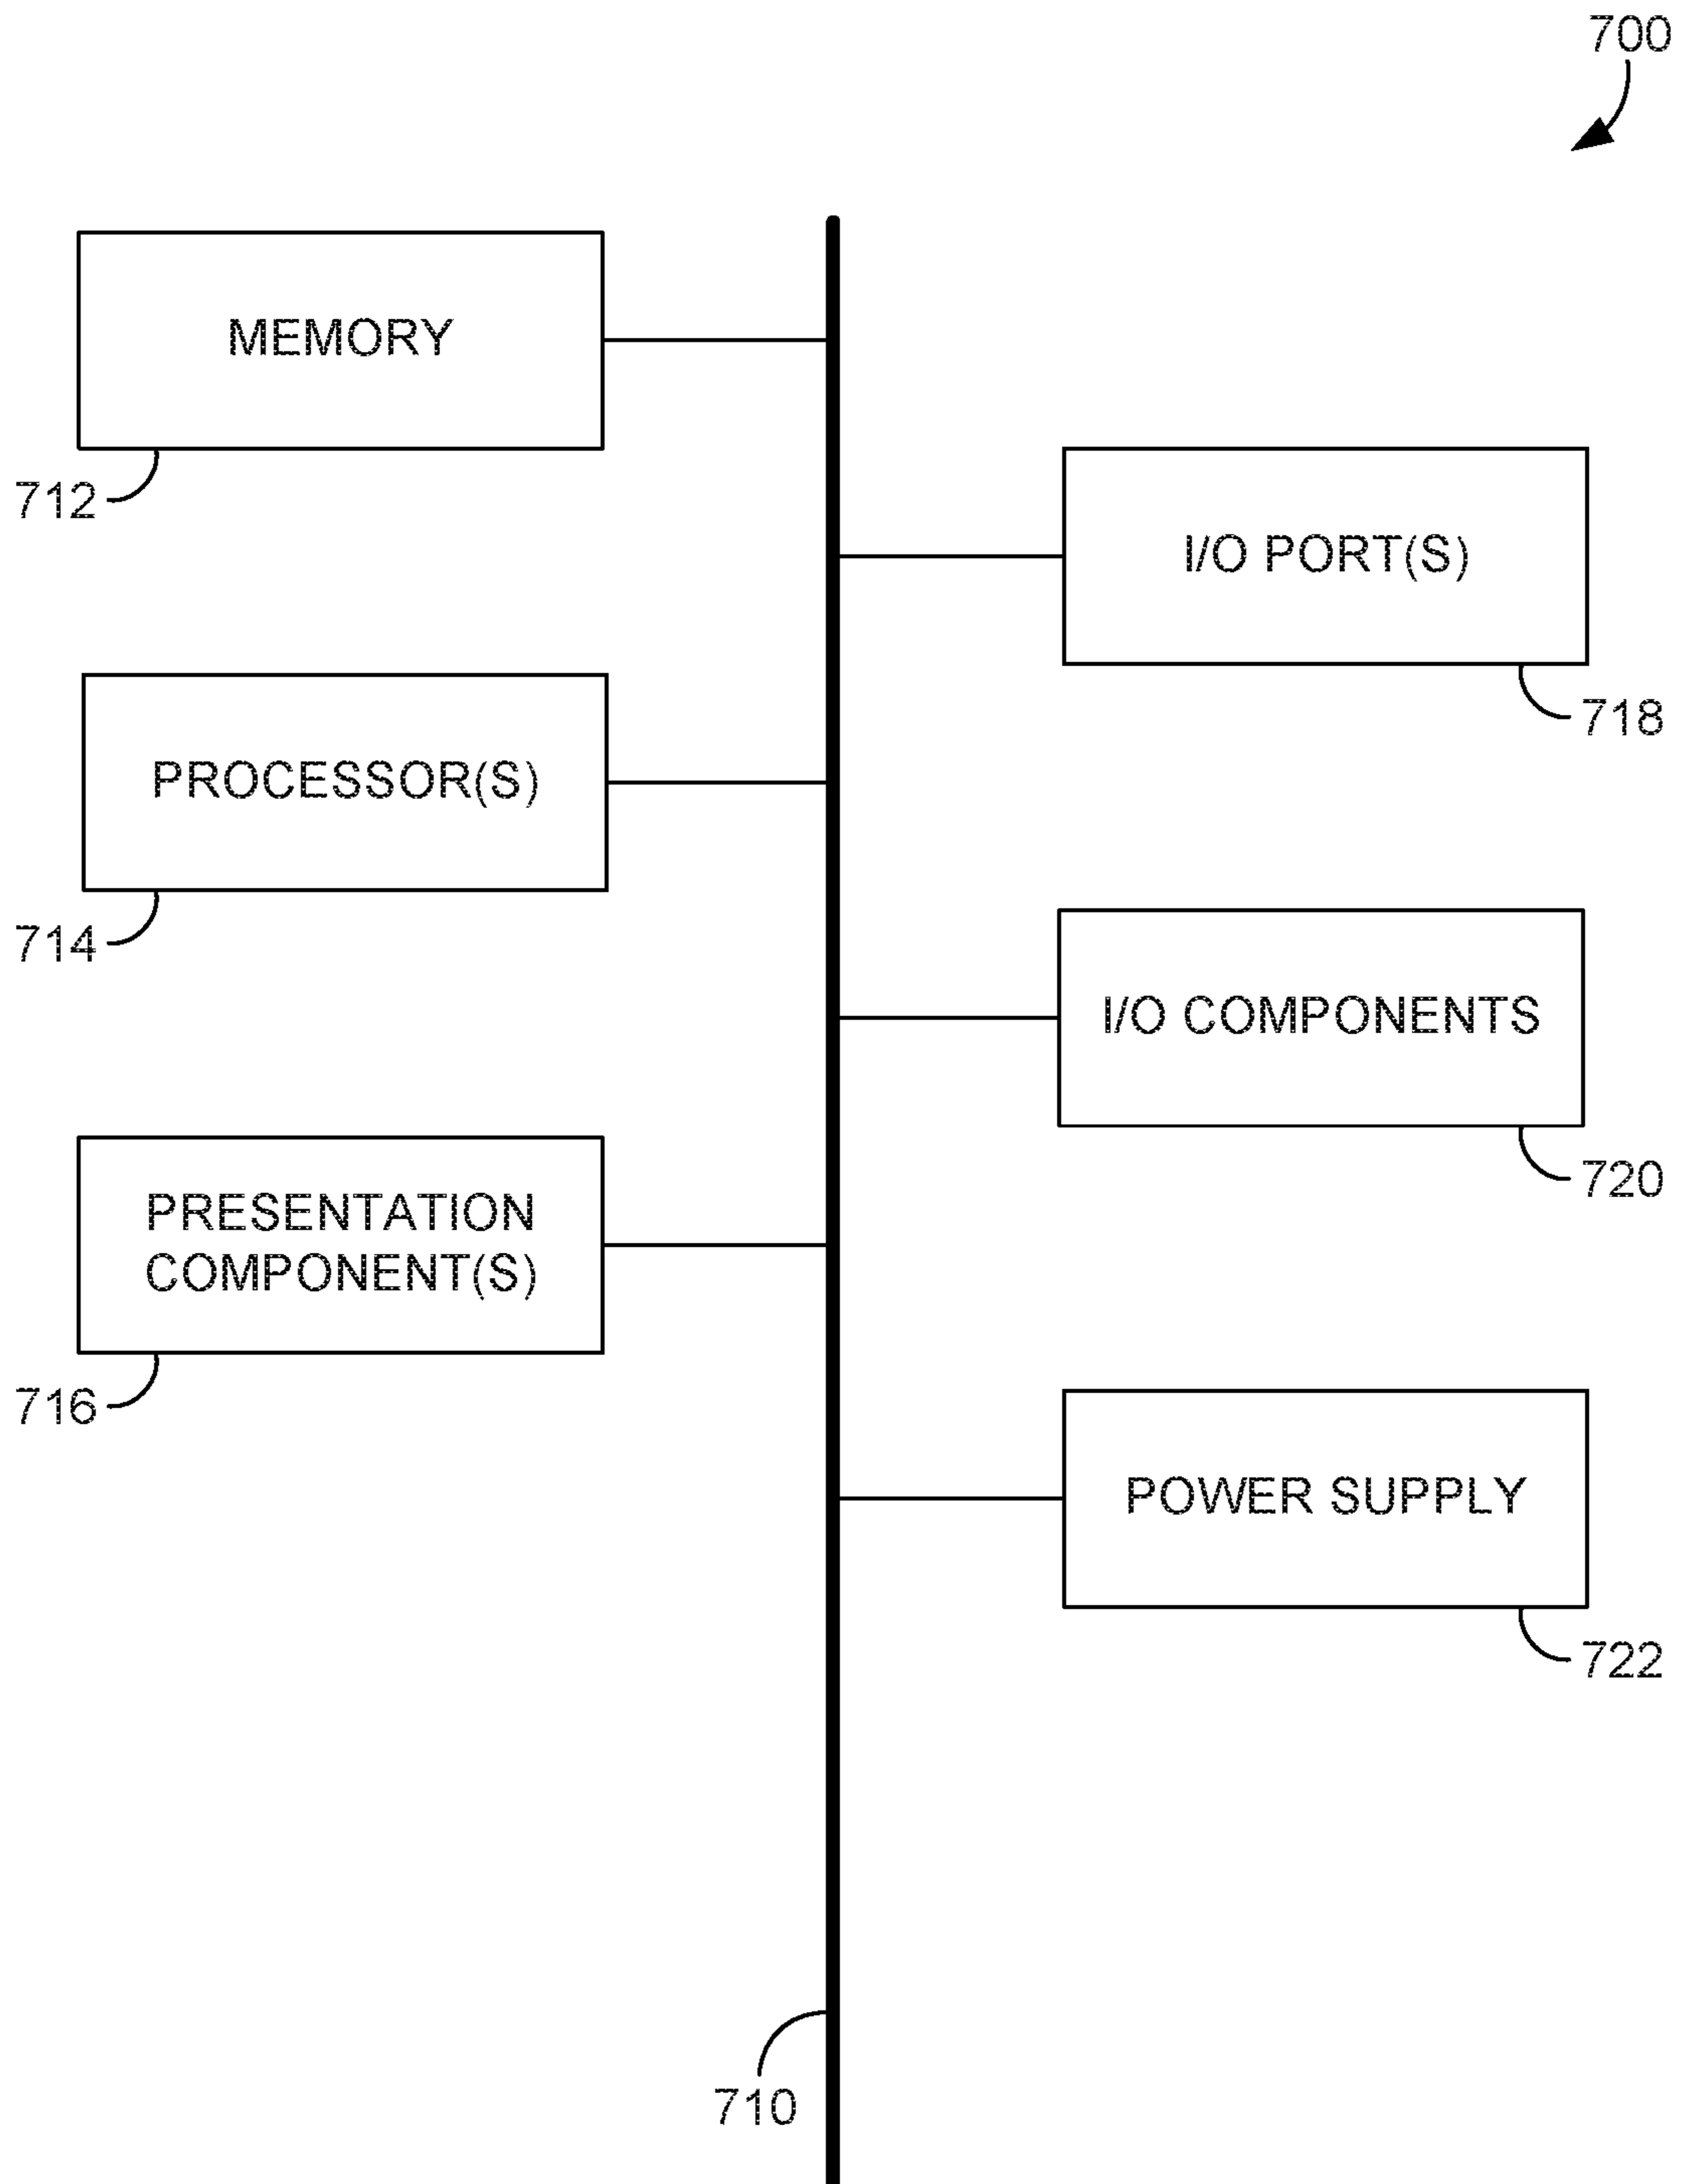 700
MEMORY
712
I/O PORT(S)
718
PROCESSOR(S)
714
I/O COMPONENTS
720
PRESENTATION
COMPONENT(S)
716
POWER SUPPLY
722
710